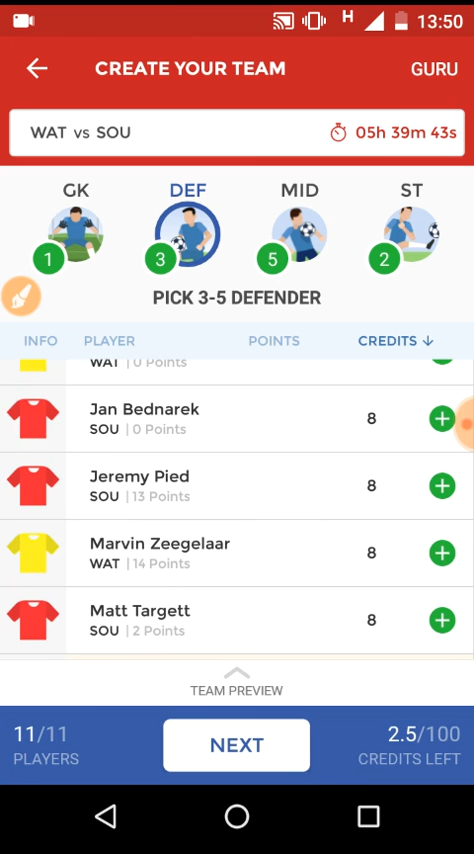 H 13:50
CREATE YOUR TEAM GURU
WAT vs SOU 05h 39m 43s
GK DEF MID ST
1 3 5 2
PICK 3-5 DEFENDER
INFO PLAYER POINTS CREDITS ↓
WAT | 0 Points
Jan Bednarek
SOU | 0 Points 8
Jeremy Pied
SOU | 13 Points 8
Marvin Zeegelaar
WAT | 14 Points 8
Matt Targett
SOU | 2 Points 8
TEAM PREVIEW
11/11 NEXT 2.5/100
PLAYERS CREDITS LEFT